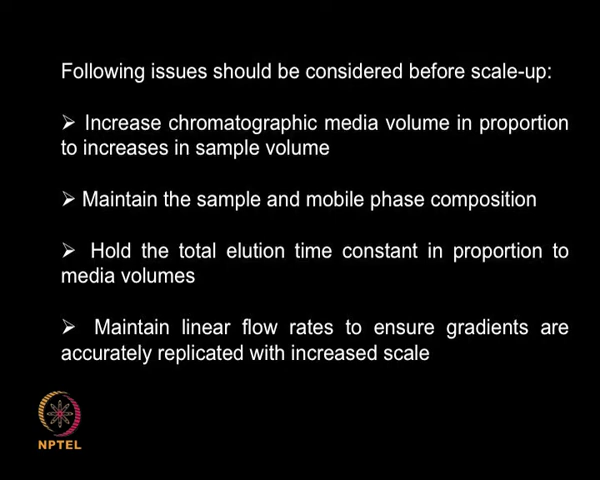 Following issues should be considered before scale-up:
➢ Increase chromatographic media volume in proportion
to increases in sample volume
➢ Maintain the sample and mobile phase composition
➢ Hold the total elution time constant in proportion to
media volumes
➢ Maintain linear flow rates to ensure gradients are
accurately replicated with increased scale
NPTEL